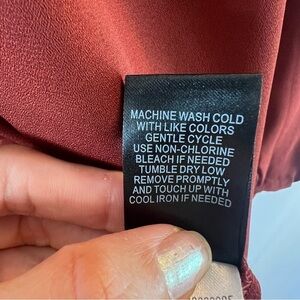 MACHINE WASH COLD
WITH LIKE COLORS
GENTLE CYCLE
USE NON-CHLORINE
BLEACH IF NEEDED
TUMBLE DRY LOW
REMOVE PROMPTLY
AND TOUCH UP WITH
COOL IRON IF NEEDED